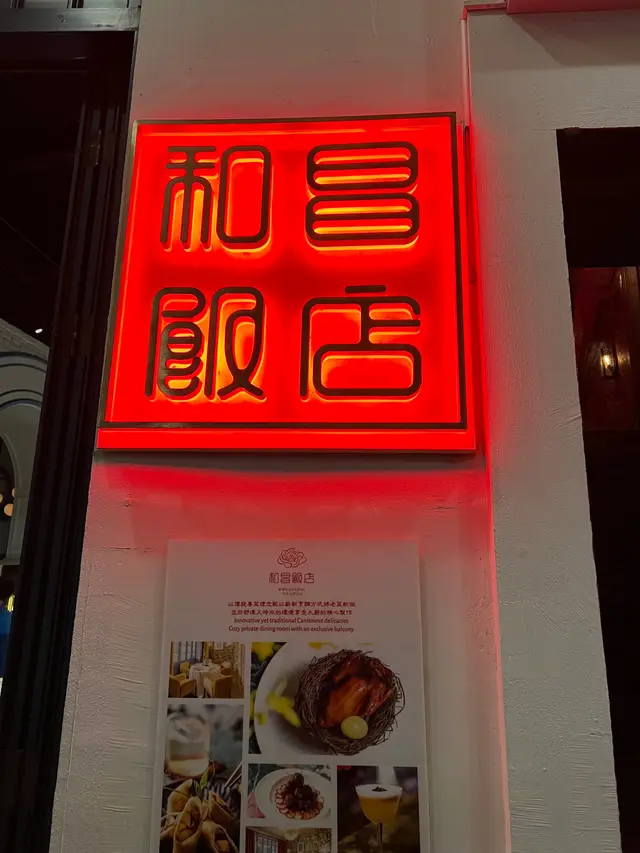 和昌
飯店
和昌飯店
Innovative yet traditional Cantonese delicacies
Cozy private dining room with an exclusive balcony